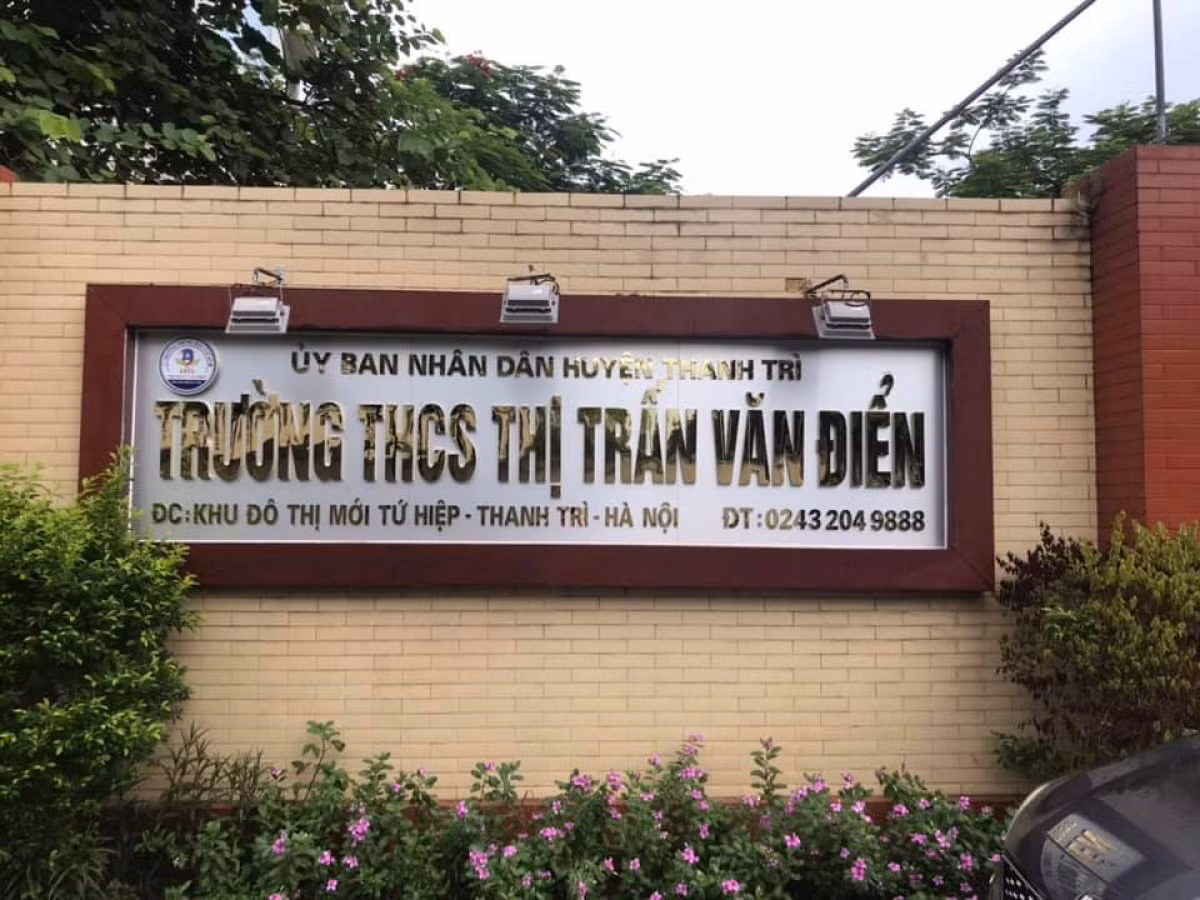 ỦY BAN NHÂN DÂN HUYỆN THANH TRÌ
TRƯỜNG THCS THỊ TRẤN VĂN ĐIỂN
ĐC: KHU ĐÔ THỊ MỚI TỨ HIỆP - THANH TRÌ - HÀ NỘI ĐT: 0243 204 9888